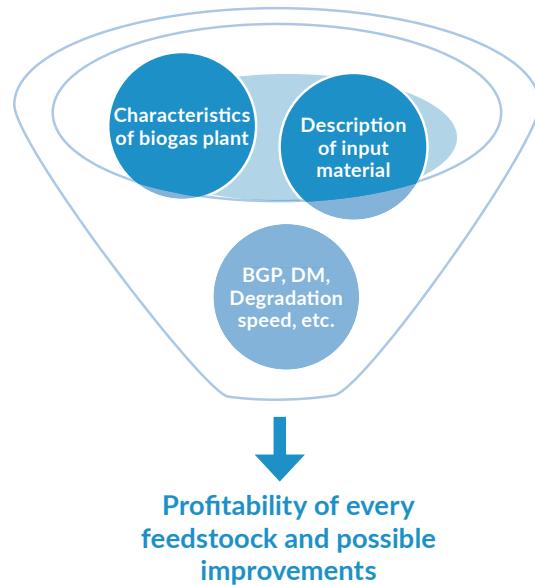 Characteristics
of biogas plant
Description
of input
material
BGP, DM,
Degradation
speed, etc.
Profitability of every
feedstoock and possible
improvements